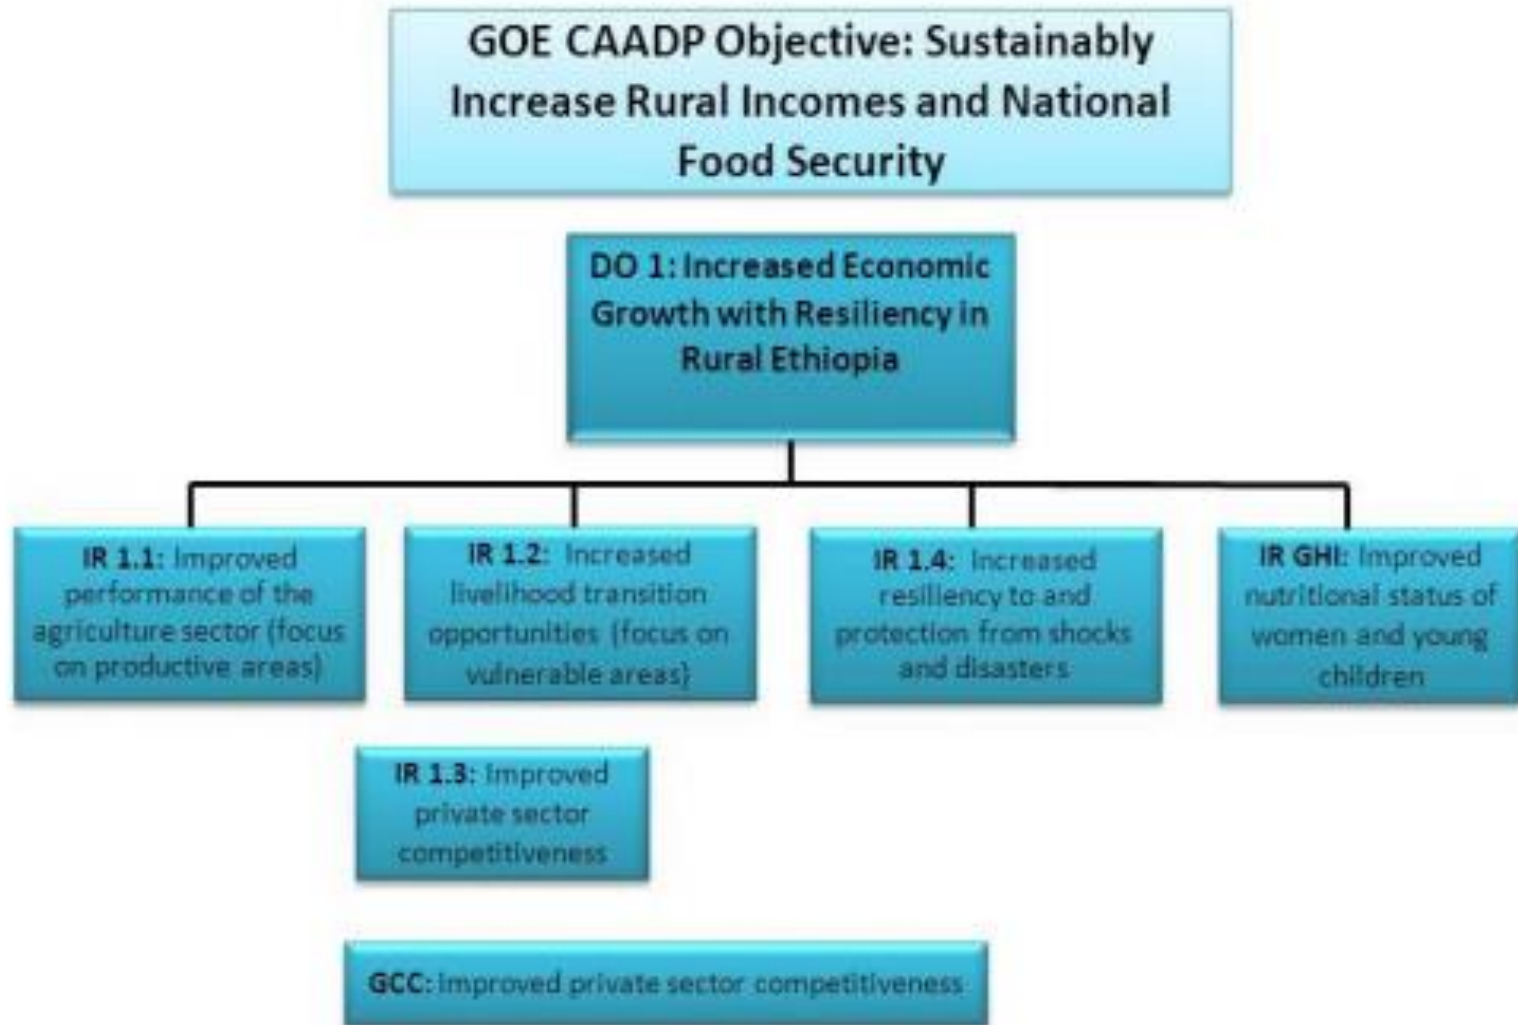 GOE CAADP Objective: Sustainably
Increase Rural Incomes and National
Food Security
DO 1: Increased Economic
Growth with Resiliency in
Rural Ethiopia
IR 1.1: Improved
performance of the
agriculture sector (focus
on productive areas)
IR 1.2: Increased
livelihood transition
opportunities (focus on
vulnerable areas)
IR 1.4: Increased
resiliency to and
protection from shocks
and disasters
IR GHI: Improved
nutritional status of
women and young
children
IR 1.3: Improved
private sector
competitiveness
GCC: Improved private sector competitiveness